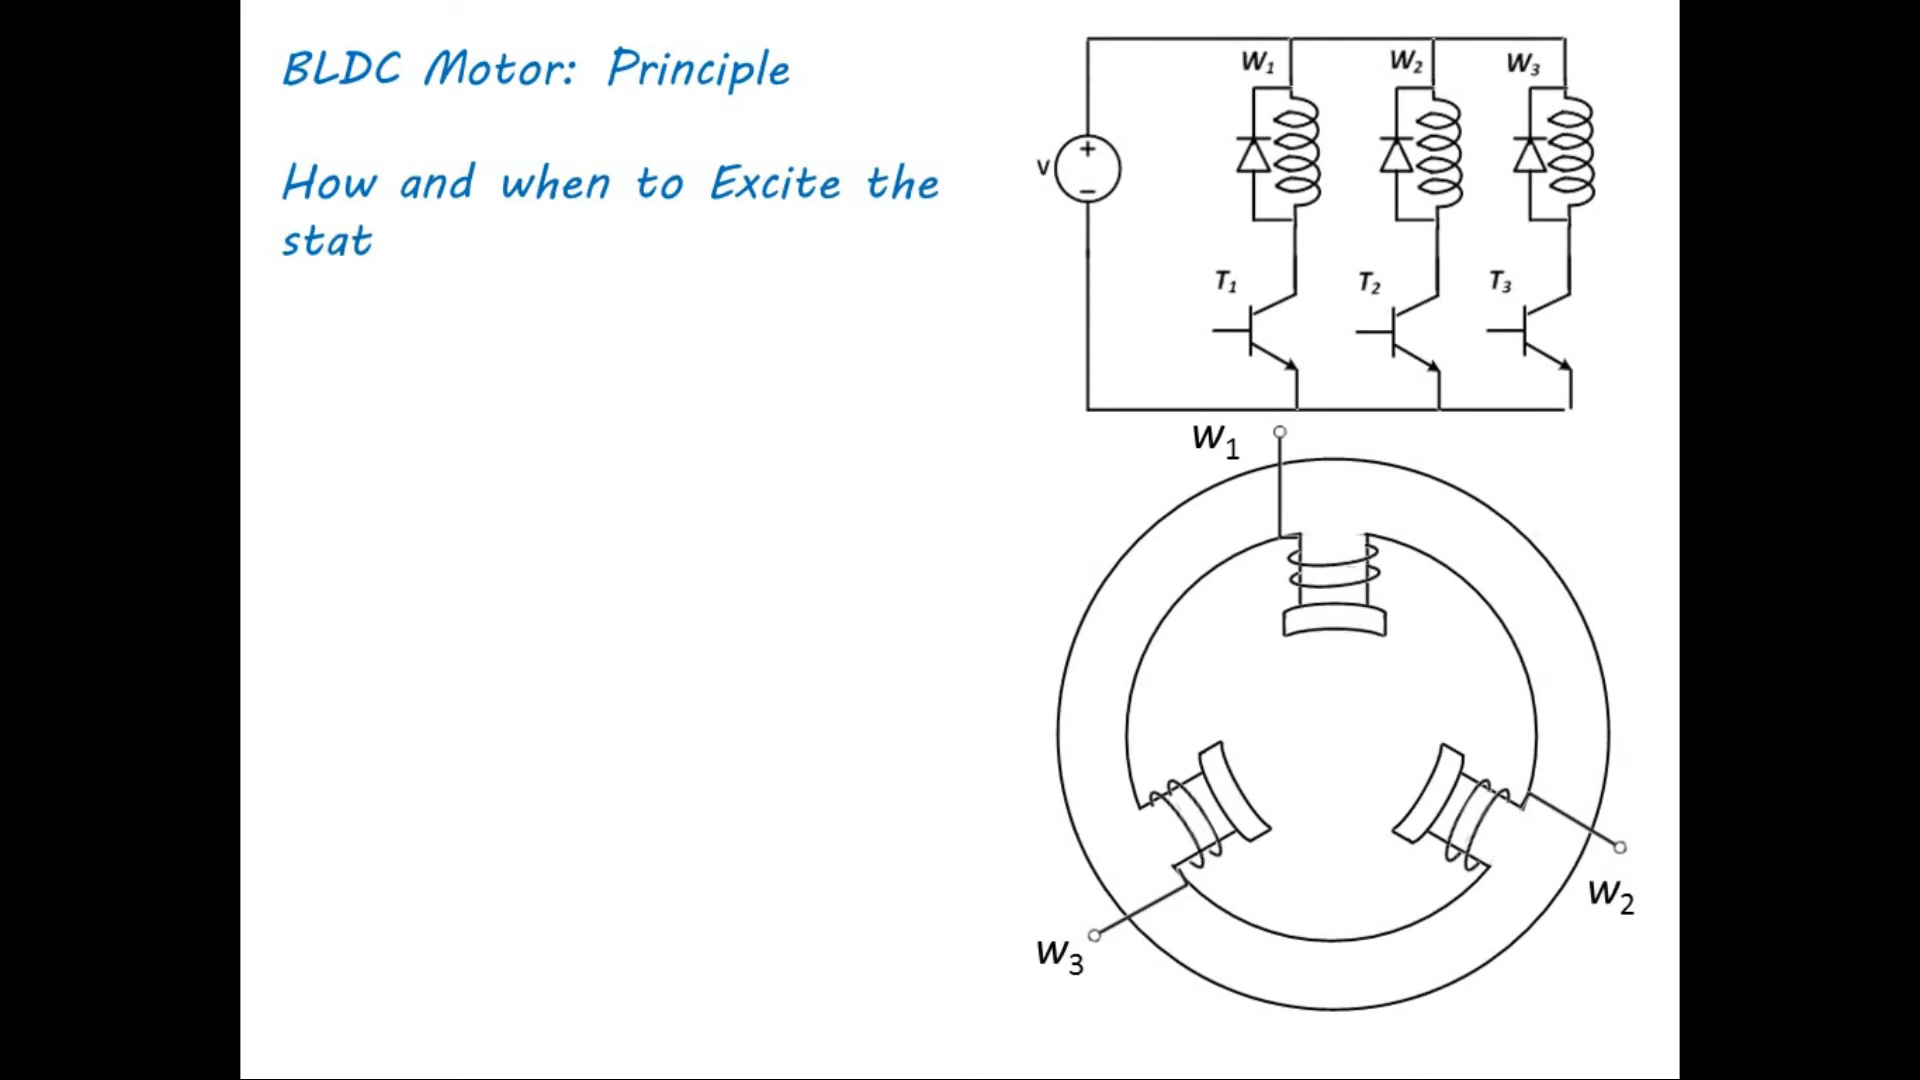 BLDC Motor: Principle
How and when to Excite the
stat
W1 W2 W3
+
V
−
T1 T2 T3
W1
W2
W3